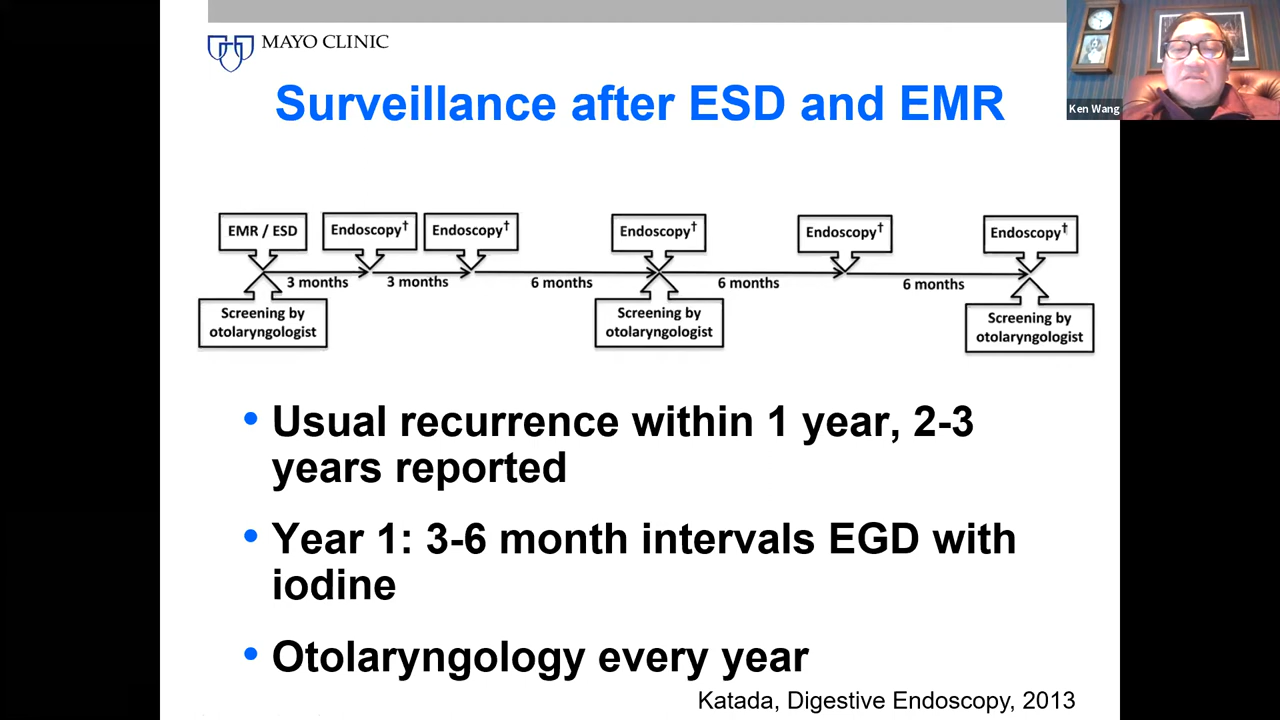 MAYO CLINIC
Ken Wang
Surveillance after ESD and EMR
EMR / ESD
Endoscopy†
Endoscopy†
Endoscopy†
Endoscopy†
Endoscopy†
3 months
3 months
6 months
6 months
6 months
Screening by
otolaryngologist
Screening by
otolaryngologist
Screening by
otolaryngologist
• Usual recurrence within 1 year, 2-3
years reported
• Year 1: 3-6 month intervals EGD with
iodine
• Otolaryngology every year
Katada, Digestive Endoscopy, 2013